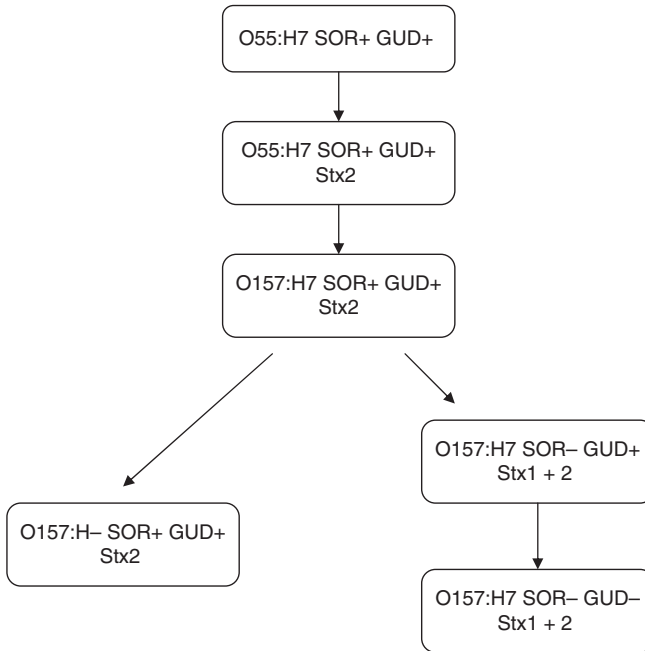 O55:H7 SOR+ GUD+
O55:H7 SOR+ GUD+
Stx2
O157:H7 SOR+ GUD+
Stx2
O157:H7 SOR– GUD+
Stx1 + 2
O157:H– SOR+ GUD+
Stx2
O157:H7 SOR– GUD–
Stx1 + 2